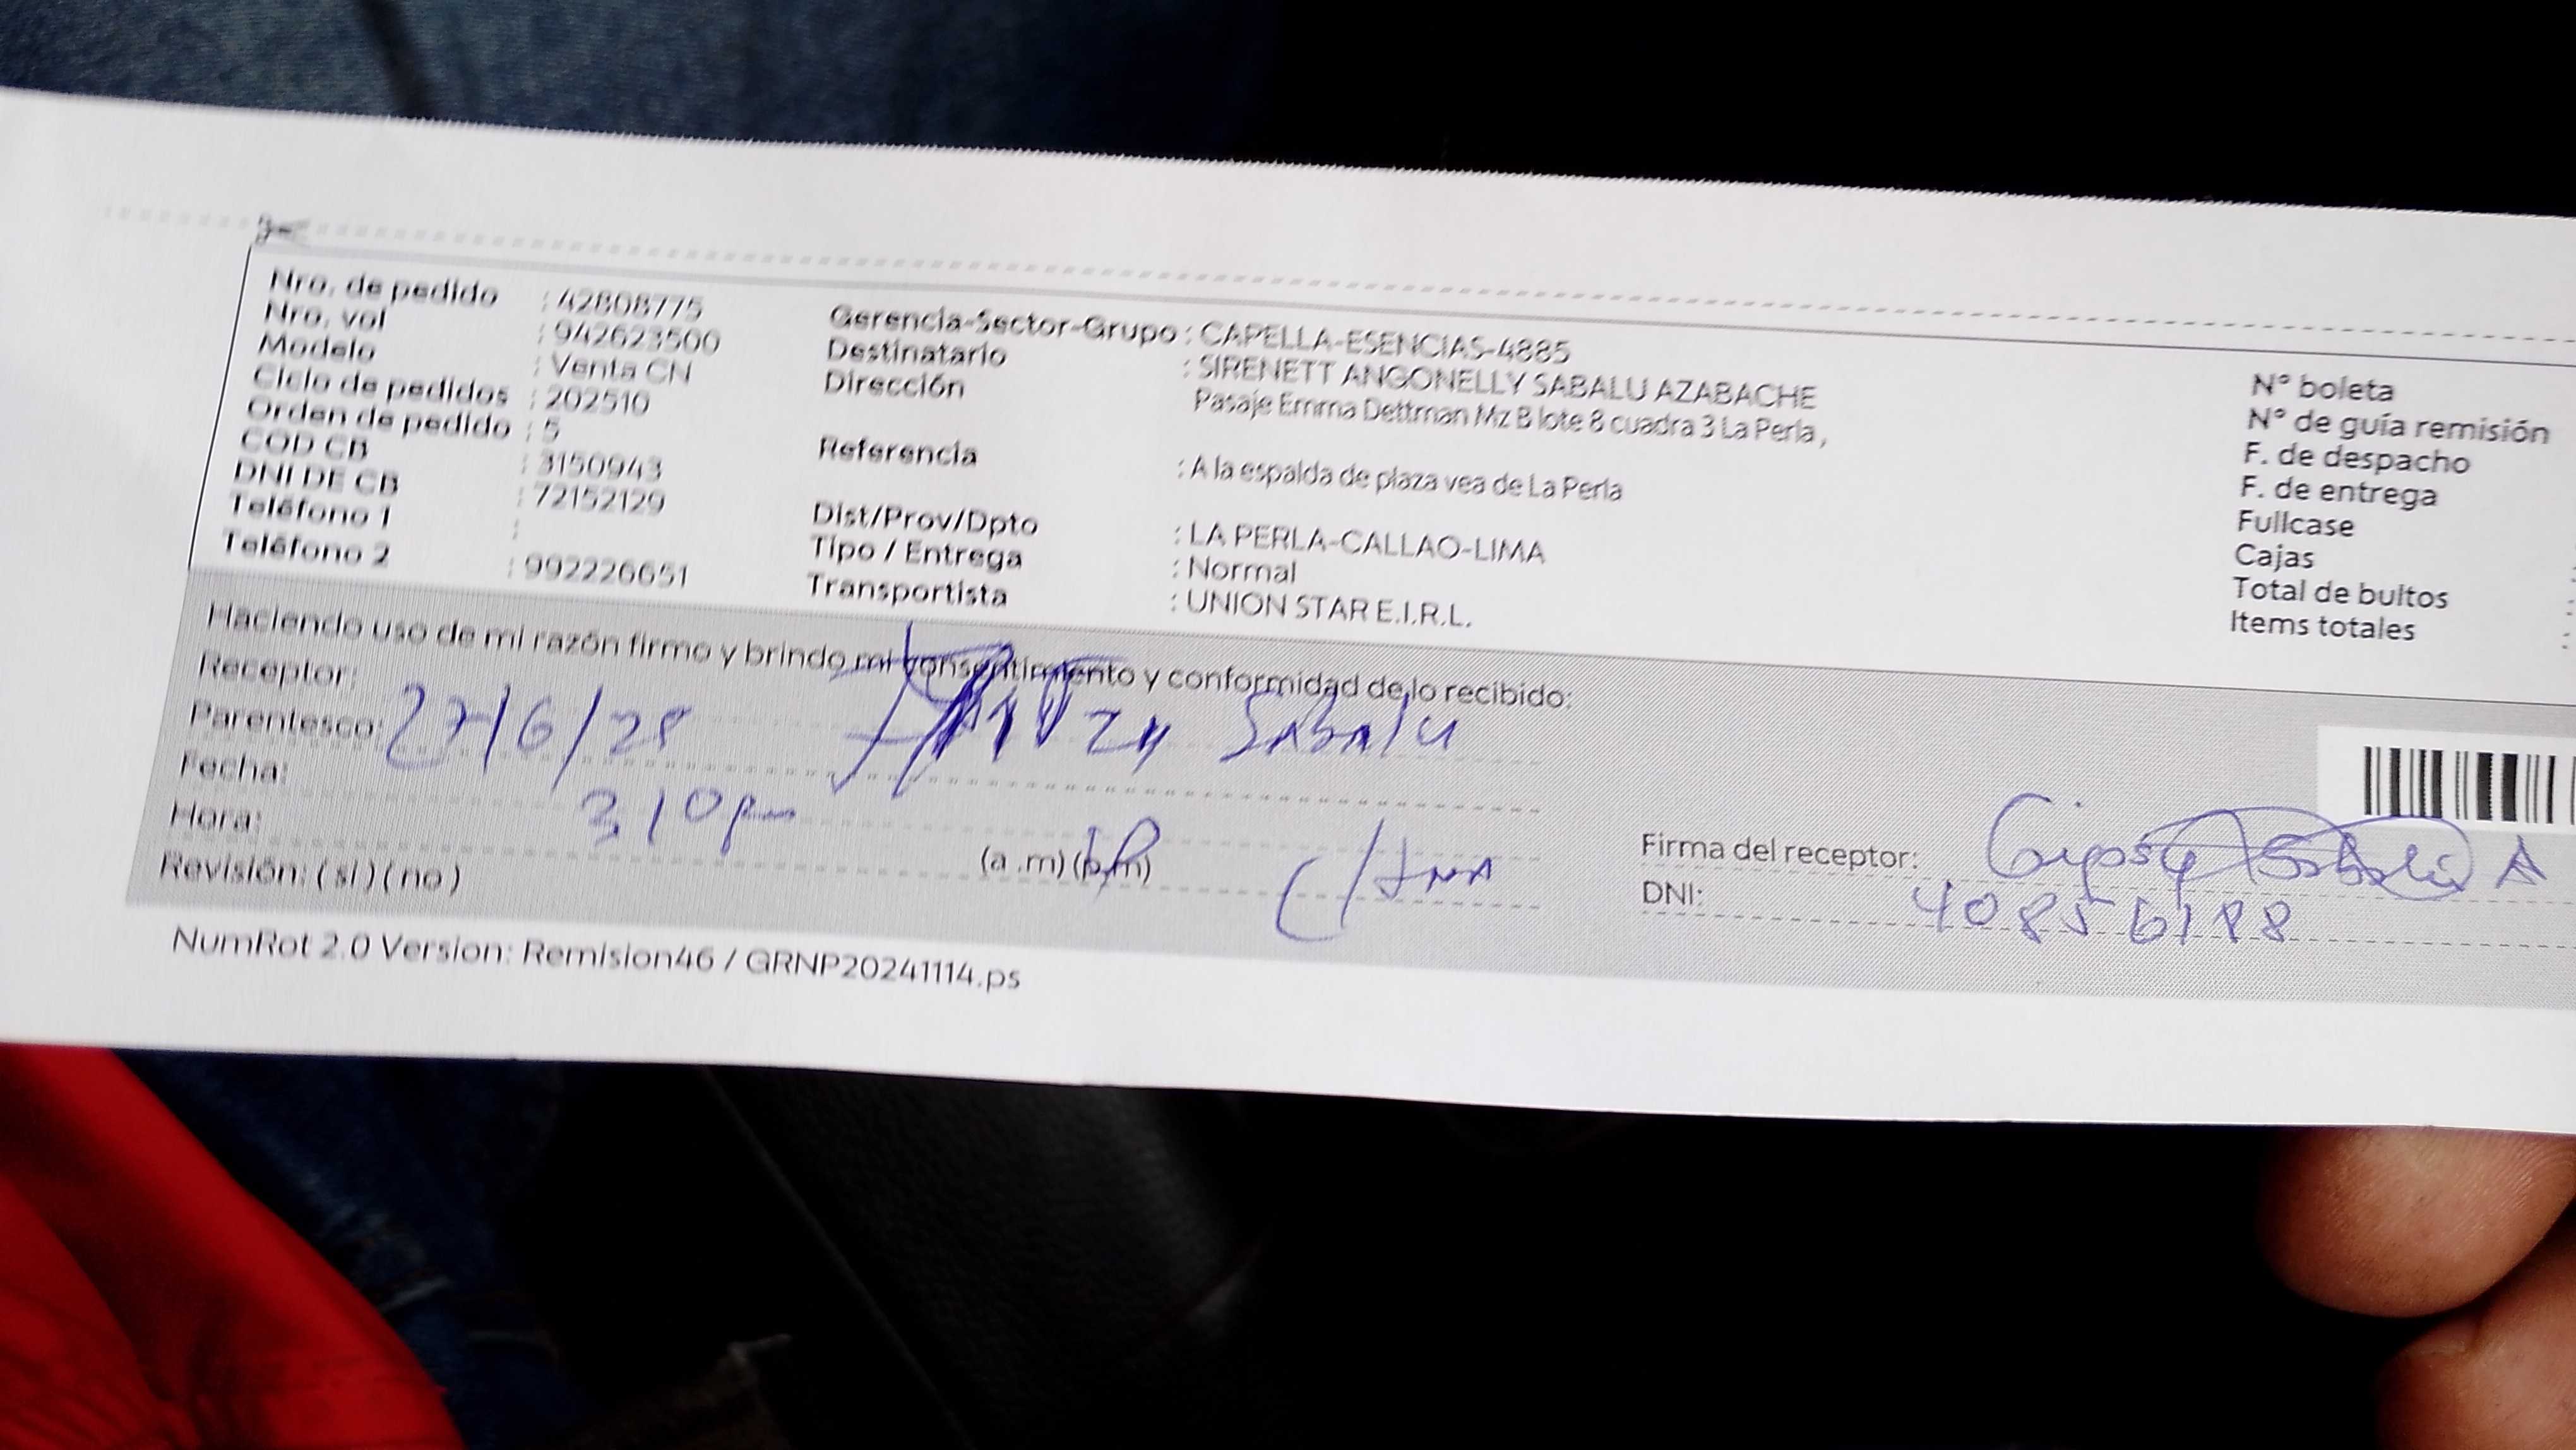 Nro. de pedido : 42808775
Nro. vol : 942623500
Modelo : Venta CN
Ciclo de pedidos : 202510
Orden de pedido : 5
COD CB : 3150943
DNI DE CB : 72152129
Teléfono 1 :
Teléfono 2 : 992226651
Gerencia-Sector-Grupo : CAPELLA-ESENCIAS-4885
Destinatario : SIRENETT ANGONELLY SABALU AZABACHE
Dirección Pasaje Emma Dettman Mz B lote 8 cuadra 3 La Perla ,
Referencia : A la espalda de plaza vea de La Perla
Dist/Prov/Dpto : LA PERLA-CALLAO-LIMA
Tipo / Entrega : Normal
Transportista : UNION STAR E.I.R.L.
N° boleta
N° de guía remisión
F. de despacho
F. de entrega
Fullcase
Cajas :
Total de bultos :
Items totales :
Haciendo uso de mi razón firmo y brindo mi consentimiento y conformidad de lo recibido:
Receptor:
Parentesco: Sabalu
Fecha:
Hora: 310pm (a .m) (p.m)
Revisión: ( si ) ( no )
Firma del receptor:
DNI:
NumRot 2.0 Version: Remision46 / GRNP20241114.ps